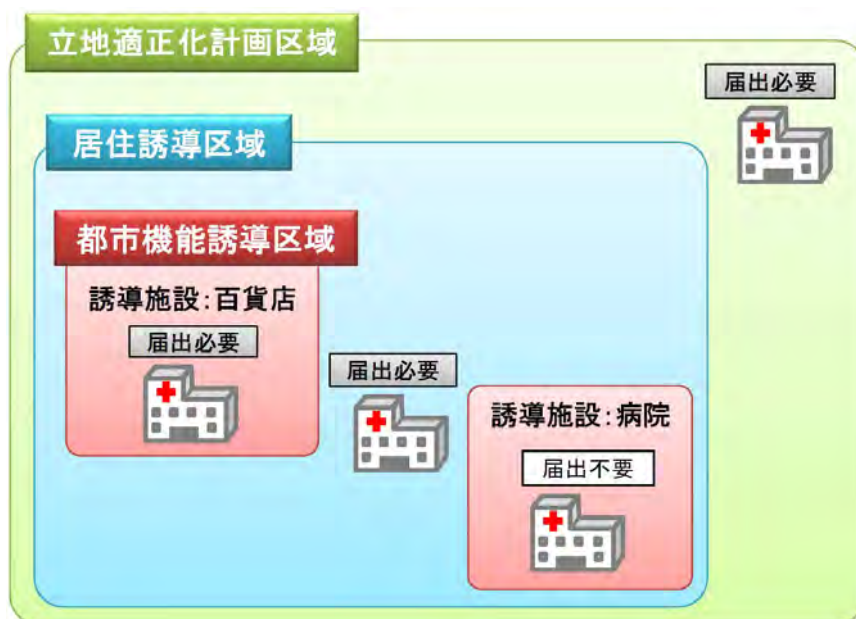 立地適正化計画区域
届出必要
居住誘導区域
都市機能誘導区域
誘導施設：百貨店
届出必要
届出必要
誘導施設：病院
届出不要